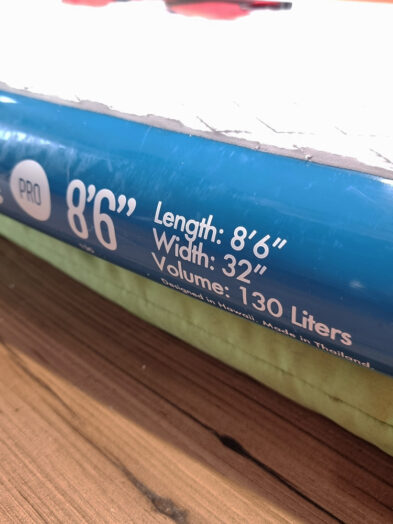 PRO
8'6"
Length: 8'6"
Width: 32"
Volume: 130 Liters
Designed in Hawaii. Made in Thailand